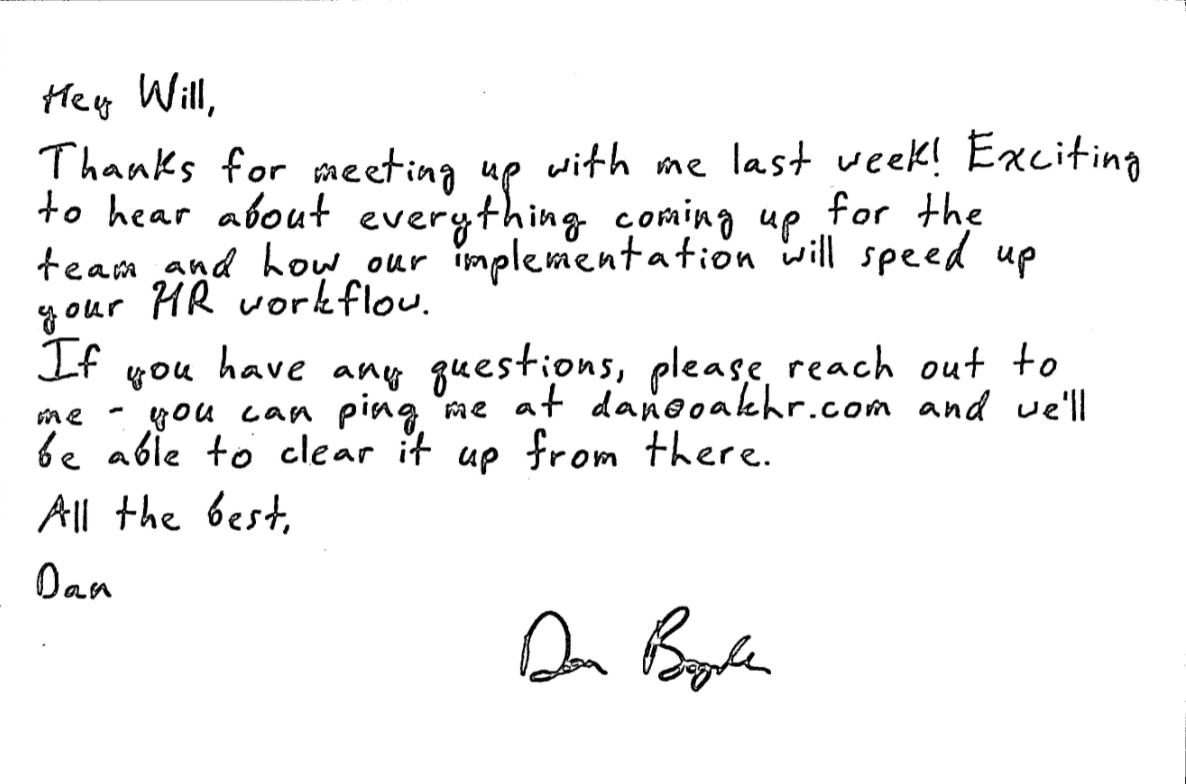 Hey Will,
Thanks for meeting up with me last week! Exciting
to hear about everything coming up for the
team and how our implementation will speed up
your HR workflow.
If you have any questions, please reach out to
me - you can ping me at dan@oakhr.com and we'll
be able to clear it up from there.
All the best,
Dan
Dan